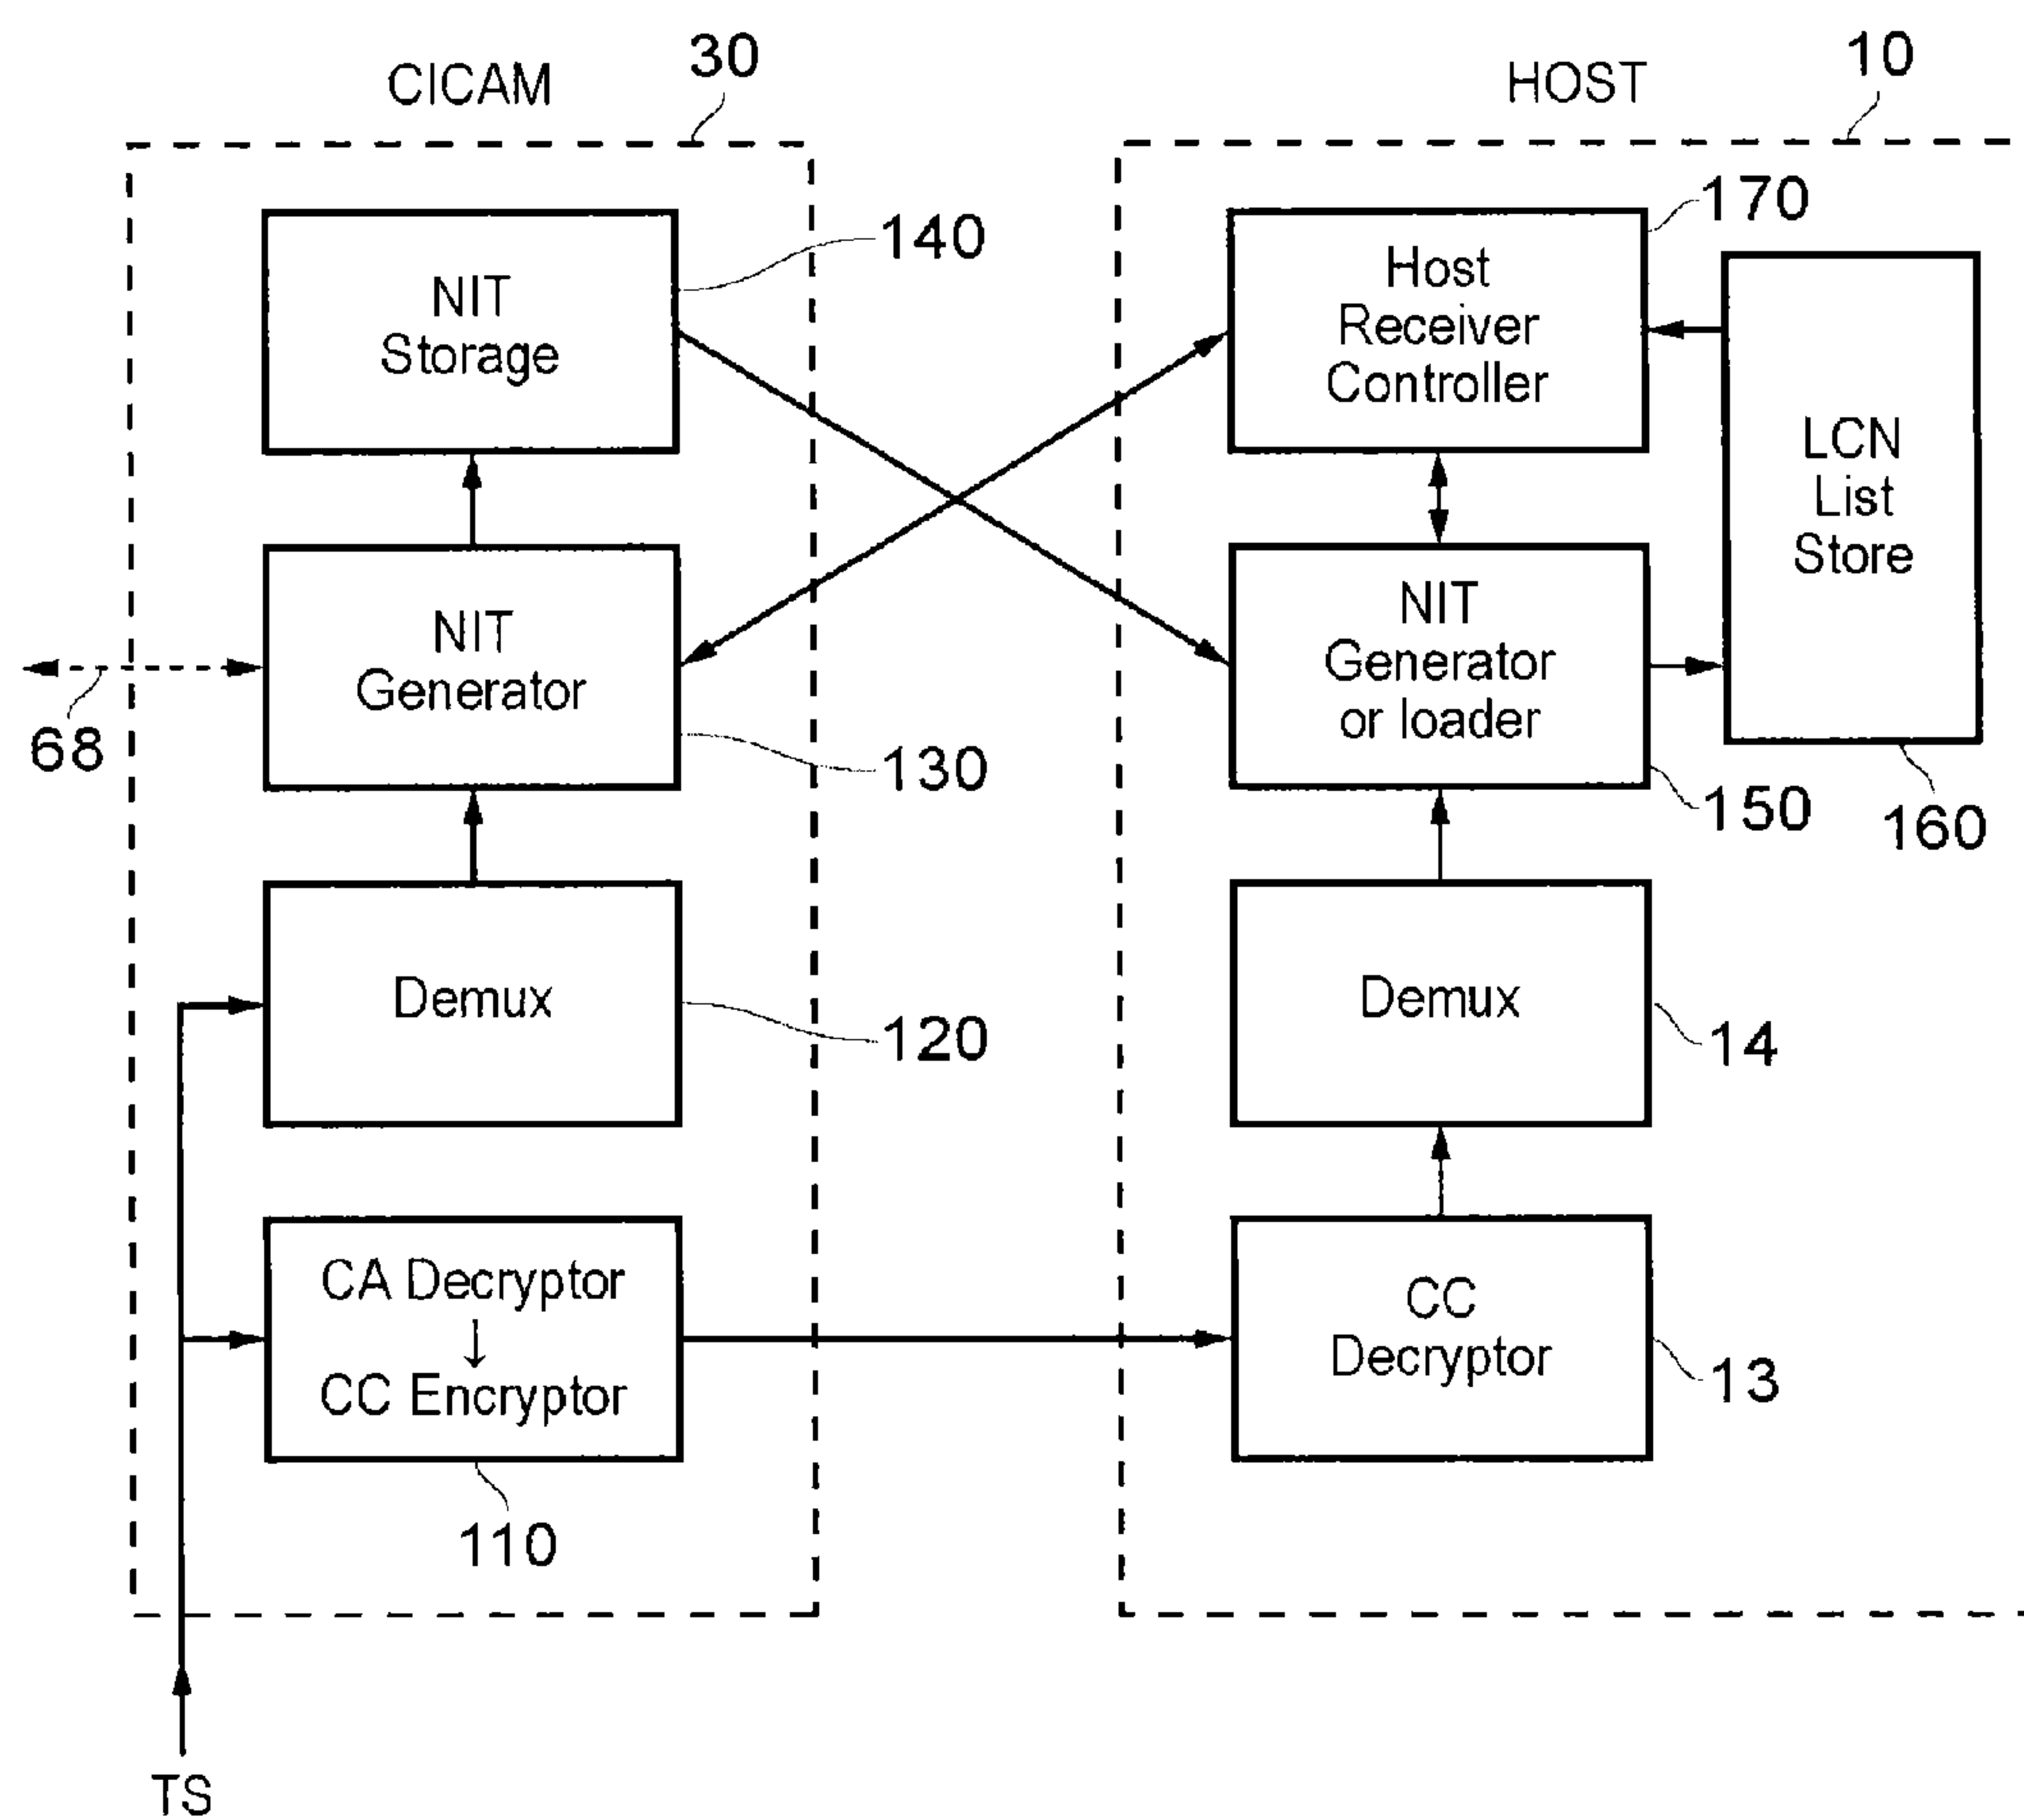 CICAM
30
HOST
10
NIT
Storage
140
Host
Receiver
Controller
170
LCN
List
Store
160
NIT
Generator
130
68
NIT
Generator
or loader
150
Demux
120
Demux
14
CA Decryptor
↓
CC Encryptor
110
CC
Decryptor
13
TS